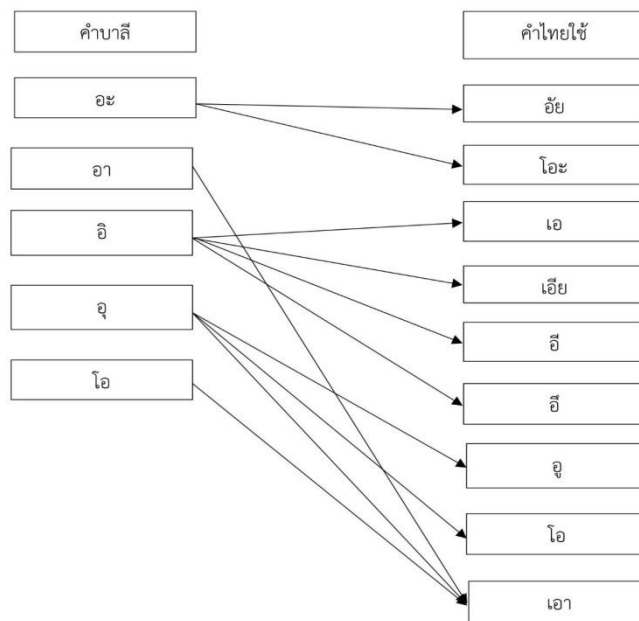 คำบาลี
คำไทยใช้
อะ
อา
อิ
อุ
โอ
อัย
โอะ
เอ
เอีย
อี
อึ
อู
โอ
เอา